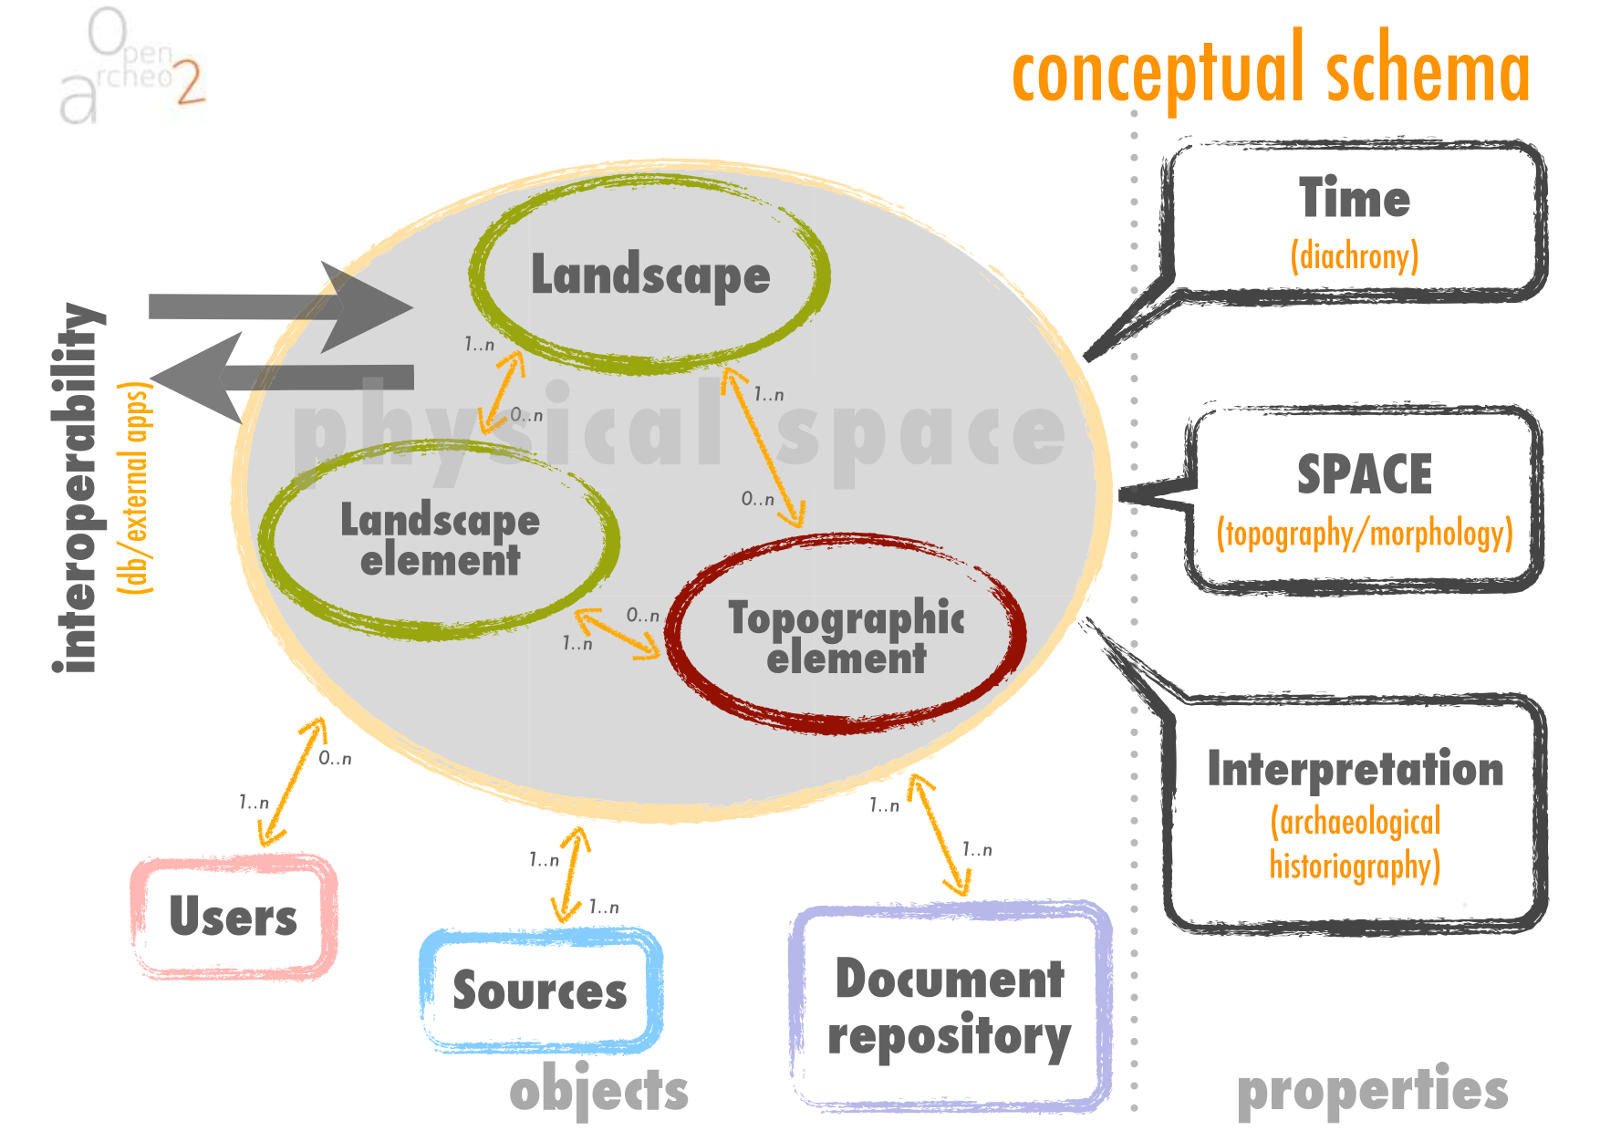 Open
archeo2
conceptual schema
Time
(diachrony)
Landscape
interoperability
(db/external apps)
1..n
0..n
1..n
physical space
SPACE
(topography/morphology)
0..n
Landscape
element
0..n
1..n
Topographic
element
Interpretation
(archaeological
historiography)
0..n
1..n
1..n
1..n
1..n
1..n
Users
Sources
Document
repository
objects
properties